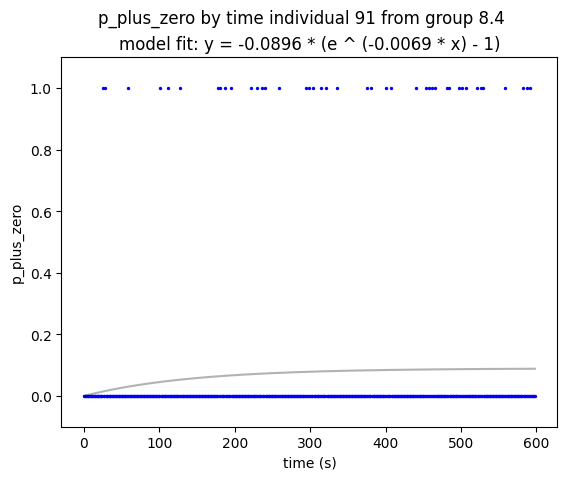 p_plus_zero by time individual 91 from group 8.4
model fit: y = -0.0896 * (e ^ (-0.0069 * x) - 1)
1.0
0.8
0.6
0.4
0.2
0.0
p_plus_zero
0 100 200 300 400 500 600
time (s)